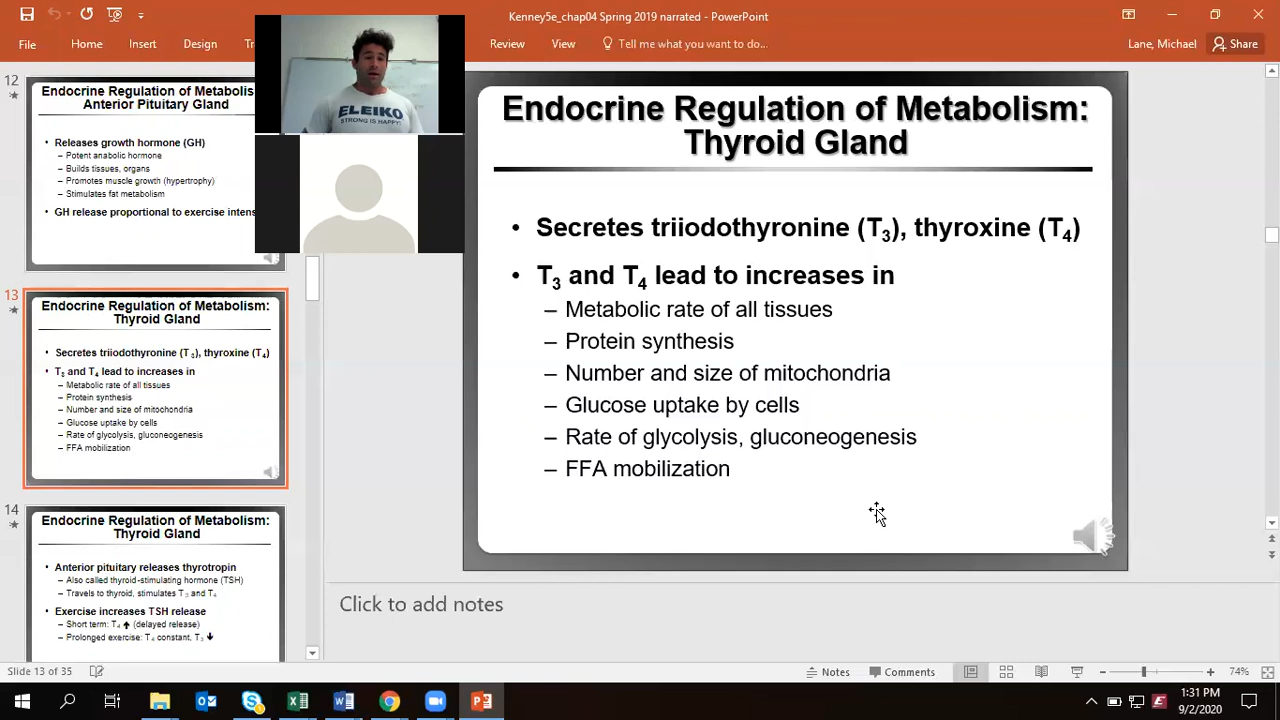 Kenney5e_chap04 Spring 2019 narrated - PowerPoint
File
Home
Insert
Design
Review
View
Tell me what you want to do...
Lane, Michael
Share
ELEIKO
STRONG IS HAPPY
12
Endocrine Regulation of Metabolis
Anterior Pituitary Gland
• Releases growth hormone (GH)
– Potent anabolic hormone
– Builds tissues, organs
– Promotes muscle growth (hypertrophy)
– Stimulates fat metabolism
• GH release proportional to exercise intens
13
Endocrine Regulation of Metabolism:
Thyroid Gland
• Secretes triiodothyronine (T3), thyroxine (T4)
• T3 and T4 lead to increases in
– Metabolic rate of all tissues
– Protein synthesis
– Number and size of mitochondria
– Glucose uptake by cells
– Rate of glycolysis, gluconeogenesis
– FFA mobilization
14
Endocrine Regulation of Metabolism:
Thyroid Gland
• Anterior pituitary releases thyrotropin
– Also called thyroid-stimulating hormone (TSH)
– Travels to thyroid, stimulates T3 and T4
• Exercise increases TSH release
– Short term: T4 ↑ (delayed release)
– Prolonged exercise: T4 constant, T3 ↓
Endocrine Regulation of Metabolism:
Thyroid Gland
• Secretes triiodothyronine (T3), thyroxine (T4)
• T3 and T4 lead to increases in
– Metabolic rate of all tissues
– Protein synthesis
– Number and size of mitochondria
– Glucose uptake by cells
– Rate of glycolysis, gluconeogenesis
– FFA mobilization
Click to add notes
Slide 13 of 35
Notes
Comments
74%
1:31 PM
9/2/2020